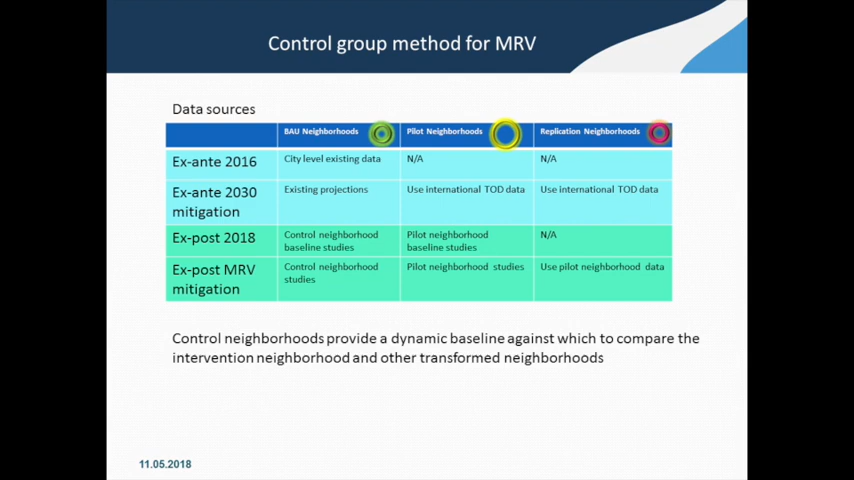 Control group method for MRV
Data sources
BAU Neighborhoods
Pilot Neighborhoods
Replication Neighborhoods
Ex-ante 2016
City level existing data
N/A
N/A
Ex-ante 2030
mitigation
Existing projections
Use international TOD data
Use international TOD data
Ex-post 2018
Control neighborhood
baseline studies
Pilot neighborhood
baseline studies
N/A
Ex-post MRV
mitigation
Control neighborhood
studies
Pilot neighborhood studies
Use pilot neighborhood data
Control neighborhoods provide a dynamic baseline against which to compare the
intervention neighborhood and other transformed neighborhoods
11.05.2018